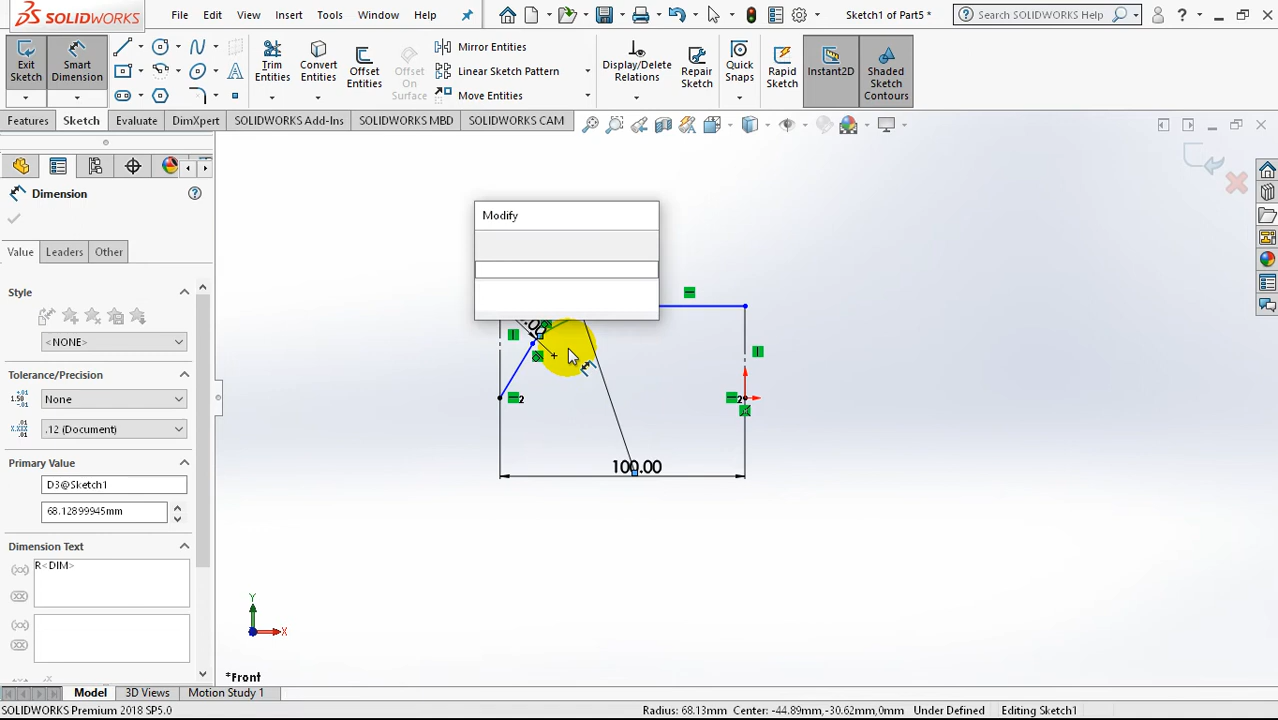 SOLIDWORKS File Edit View Insert Tools Window Help Sketch1 of Part5 * Search SOLIDWORKS Help ?
Exit Sketch Smart Dimension Trim Entities Convert Entities Offset Entities Offset On Surface Mirror Entities Linear Sketch Pattern Move Entities Display/Delete Relations Repair Sketch Quick Snaps Rapid Sketch Instant2D Shaded Sketch Contours
Features Sketch Evaluate DimXpert SOLIDWORKS Add-Ins SOLIDWORKS MBD SOLIDWORKS CAM
Dimension
Value Leaders Other
Modify
Style
<NONE>
Tolerance/Precision
None
.12 (Document)
Primary Value
D3@Sketch1
68.12899945mm
Dimension Text
R<DIM>
2
2
100.00
Y
X
*Front
Model 3D Views Motion Study 1
SOLIDWORKS Premium 2018 SP5.0 Radius: 68.13mm Center: -44.89mm,-30.62mm,0mm Under Defined Editing Sketch1